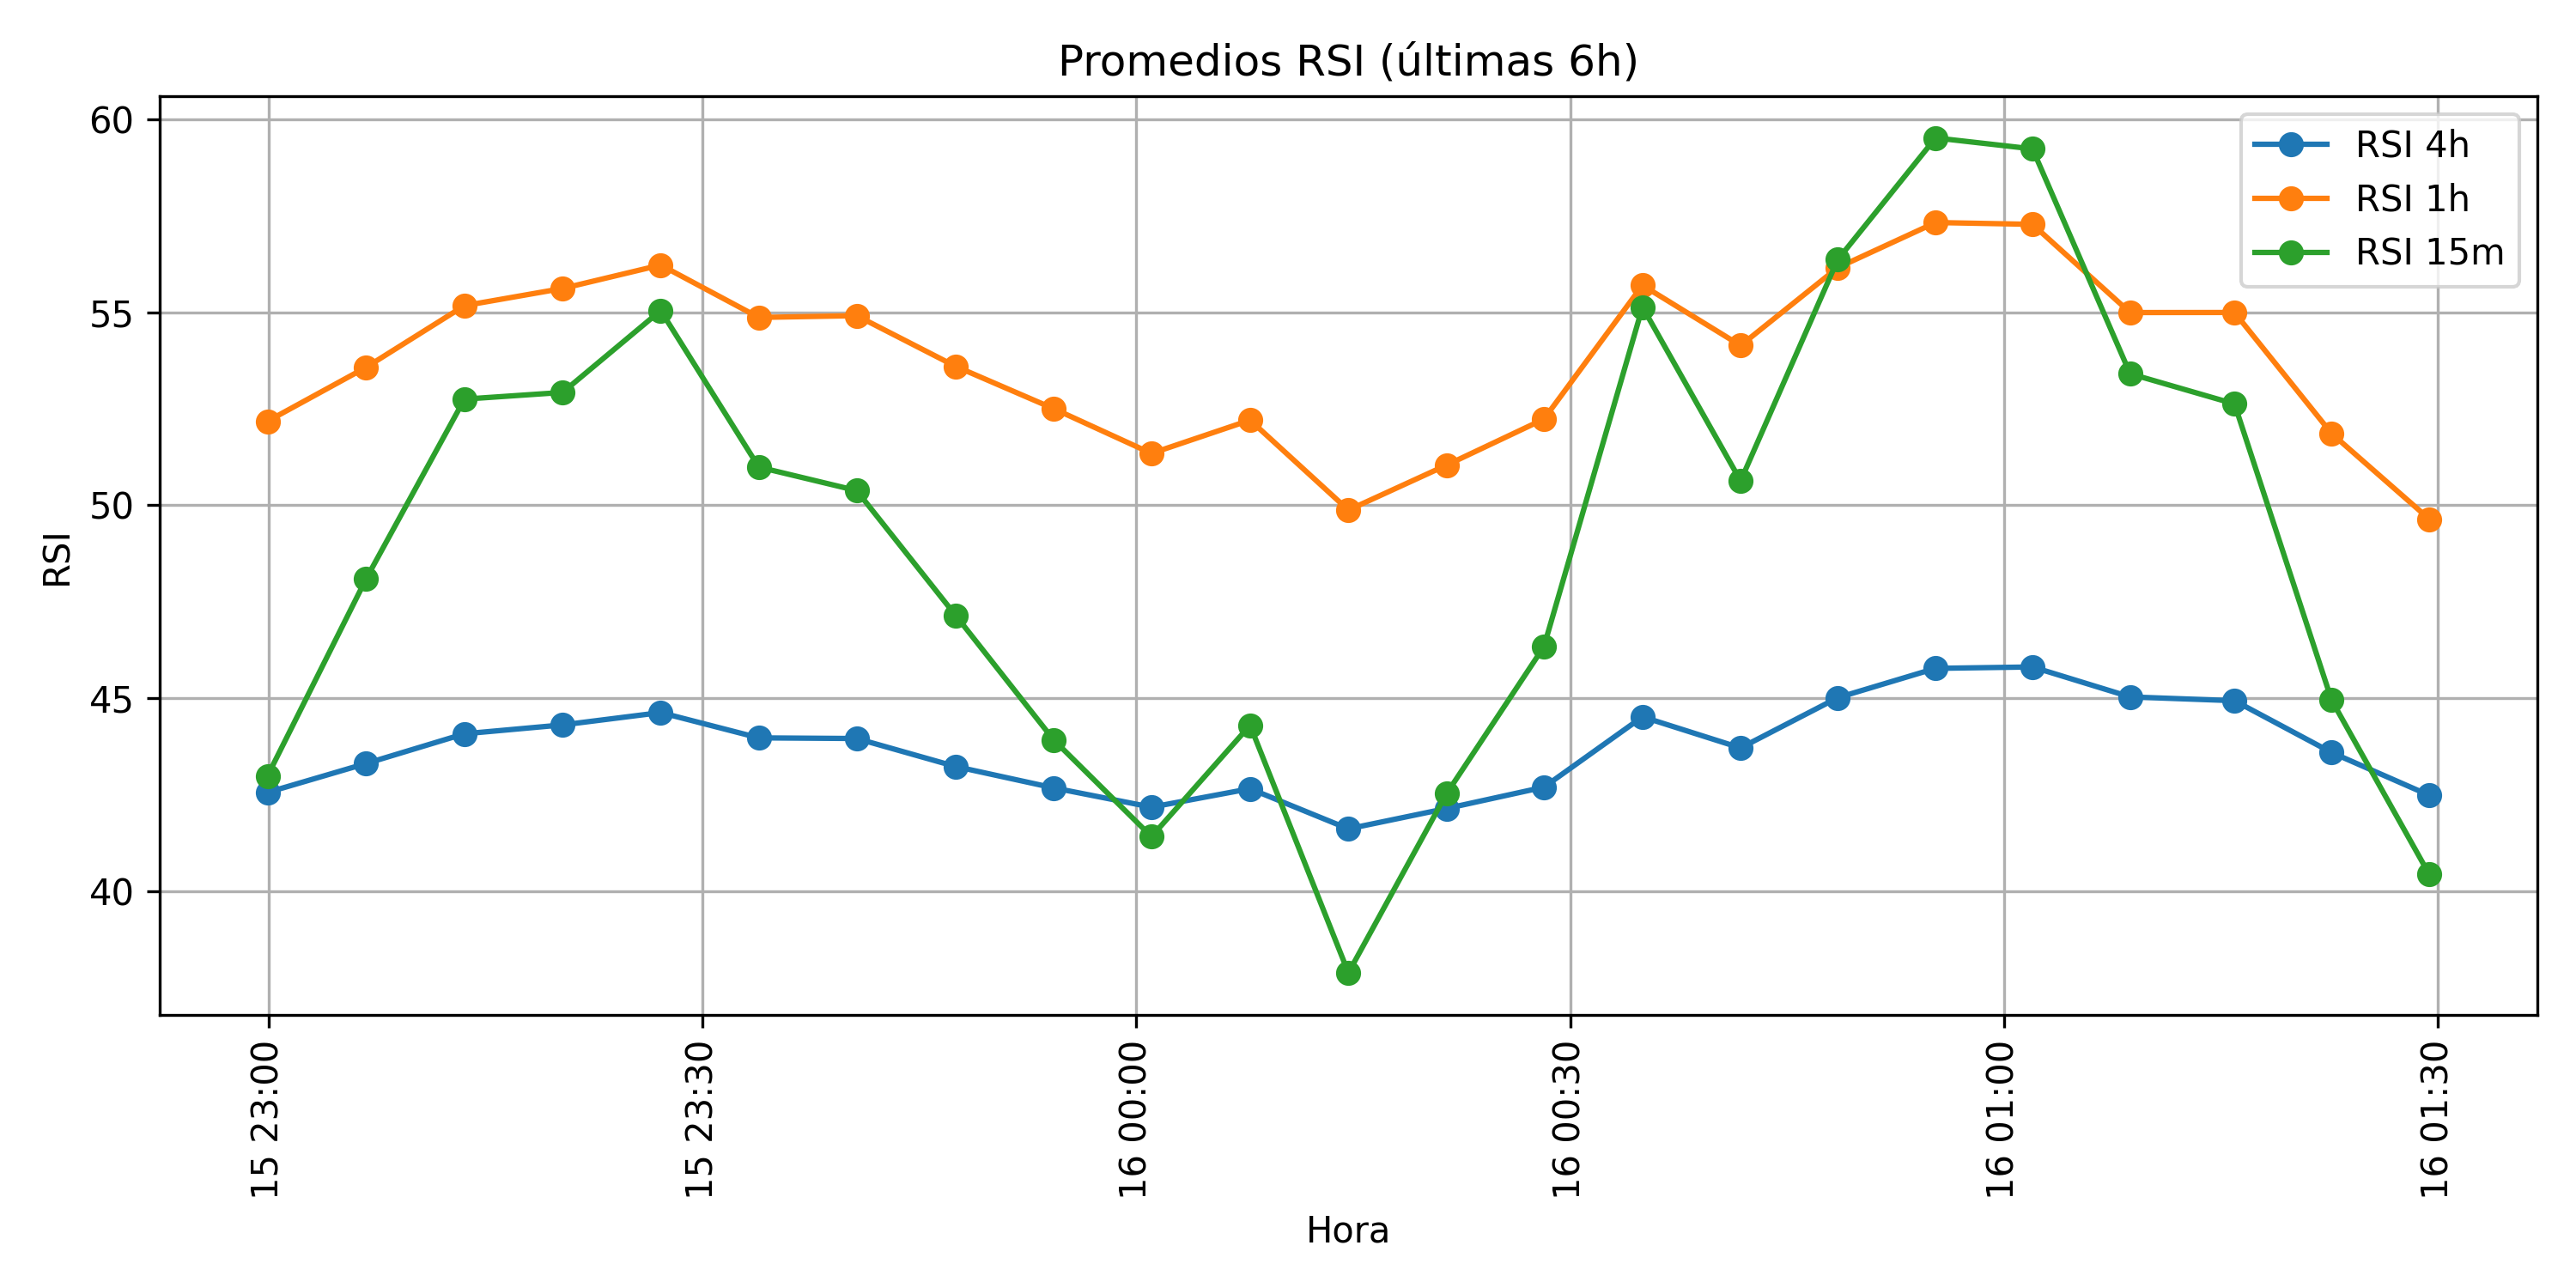 Promedios RSI (últimas 6h)
RSI 4h
RSI 1h
RSI 15m
60
55
50
45
40
RSI
15 23:00
15 23:30
16 00:00
16 00:30
16 01:00
16 01:30
Hora